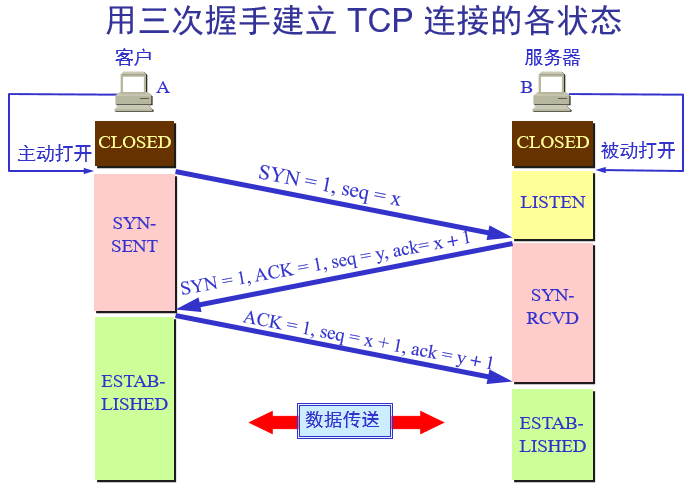 用三次握手建立 TCP 连接的各状态
客户
服务器
A
B
CLOSED
CLOSED
主动打开
被动打开
SYN = 1, seq = x
LISTEN
SYN-
SENT
SYN = 1, ACK = 1, seq = y, ack= x + 1
SYN-
RCVD
ACK = 1, seq = x + 1, ack = y + 1
ESTAB-
LISHED
数据传送
ESTAB-
LISHED